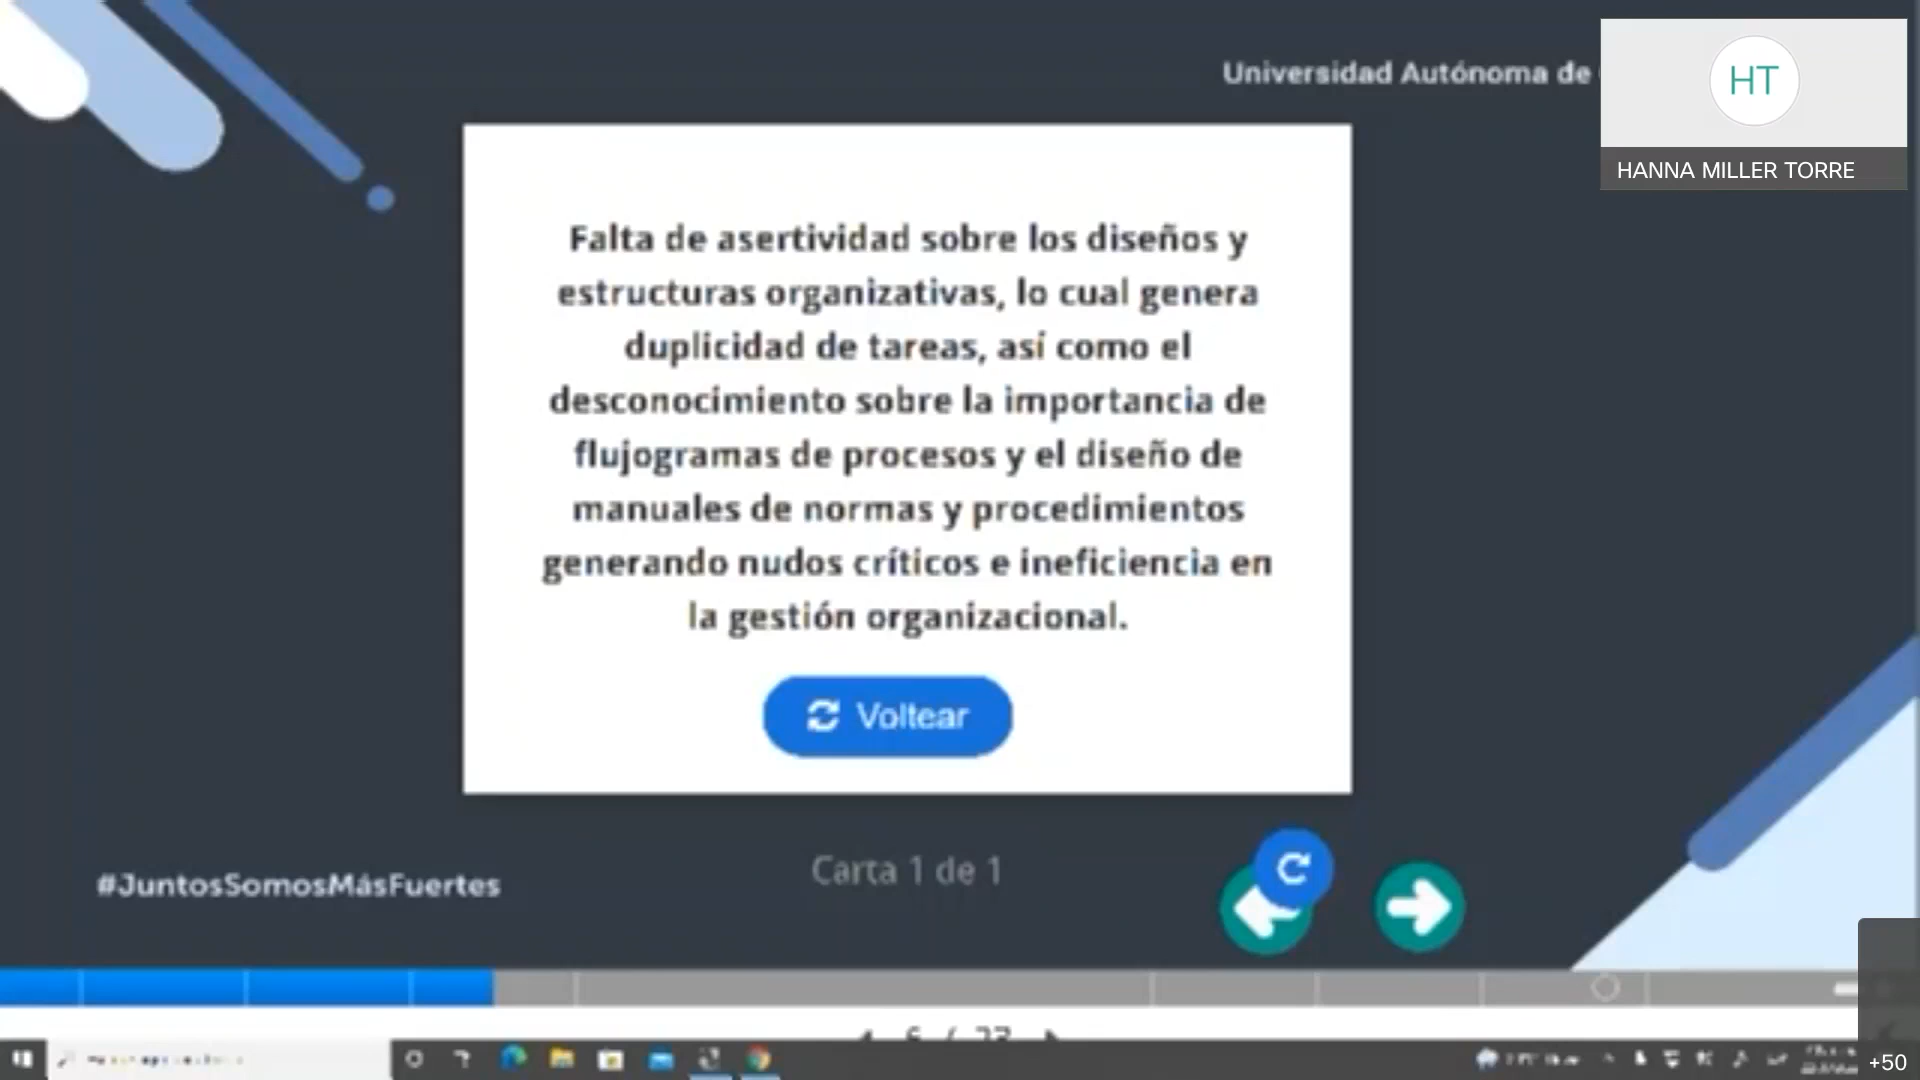 Universidad Autónoma de
HT
HANNA MILLER TORRE
Falta de asertividad sobre los diseños y
estructuras organizativas, lo cual genera
duplicidad de tareas, así como el
desconocimiento sobre la importancia de
flujogramas de procesos y el diseño de
manuales de normas y procedimientos
generando nudos críticos e ineficiencia en
la gestión organizacional.
Voltear
Carta 1 de 1
#JuntosSomosMásFuertes
+50